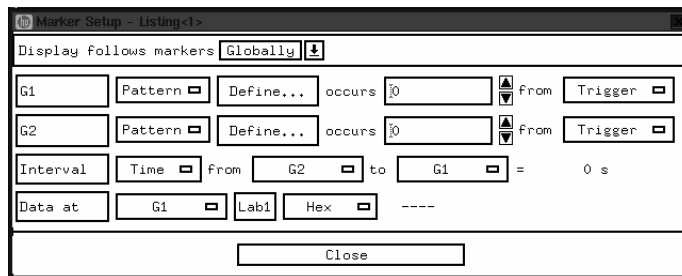 hp Marker Setup - Listing<1>
Display follows markers Globally
G1 Pattern Define... occurs 0 from Trigger
G2 Pattern Define... occurs 0 from Trigger
Interval Time from G2 to G1 = 0 s
Data at G1 Lab1 Hex ----
Close